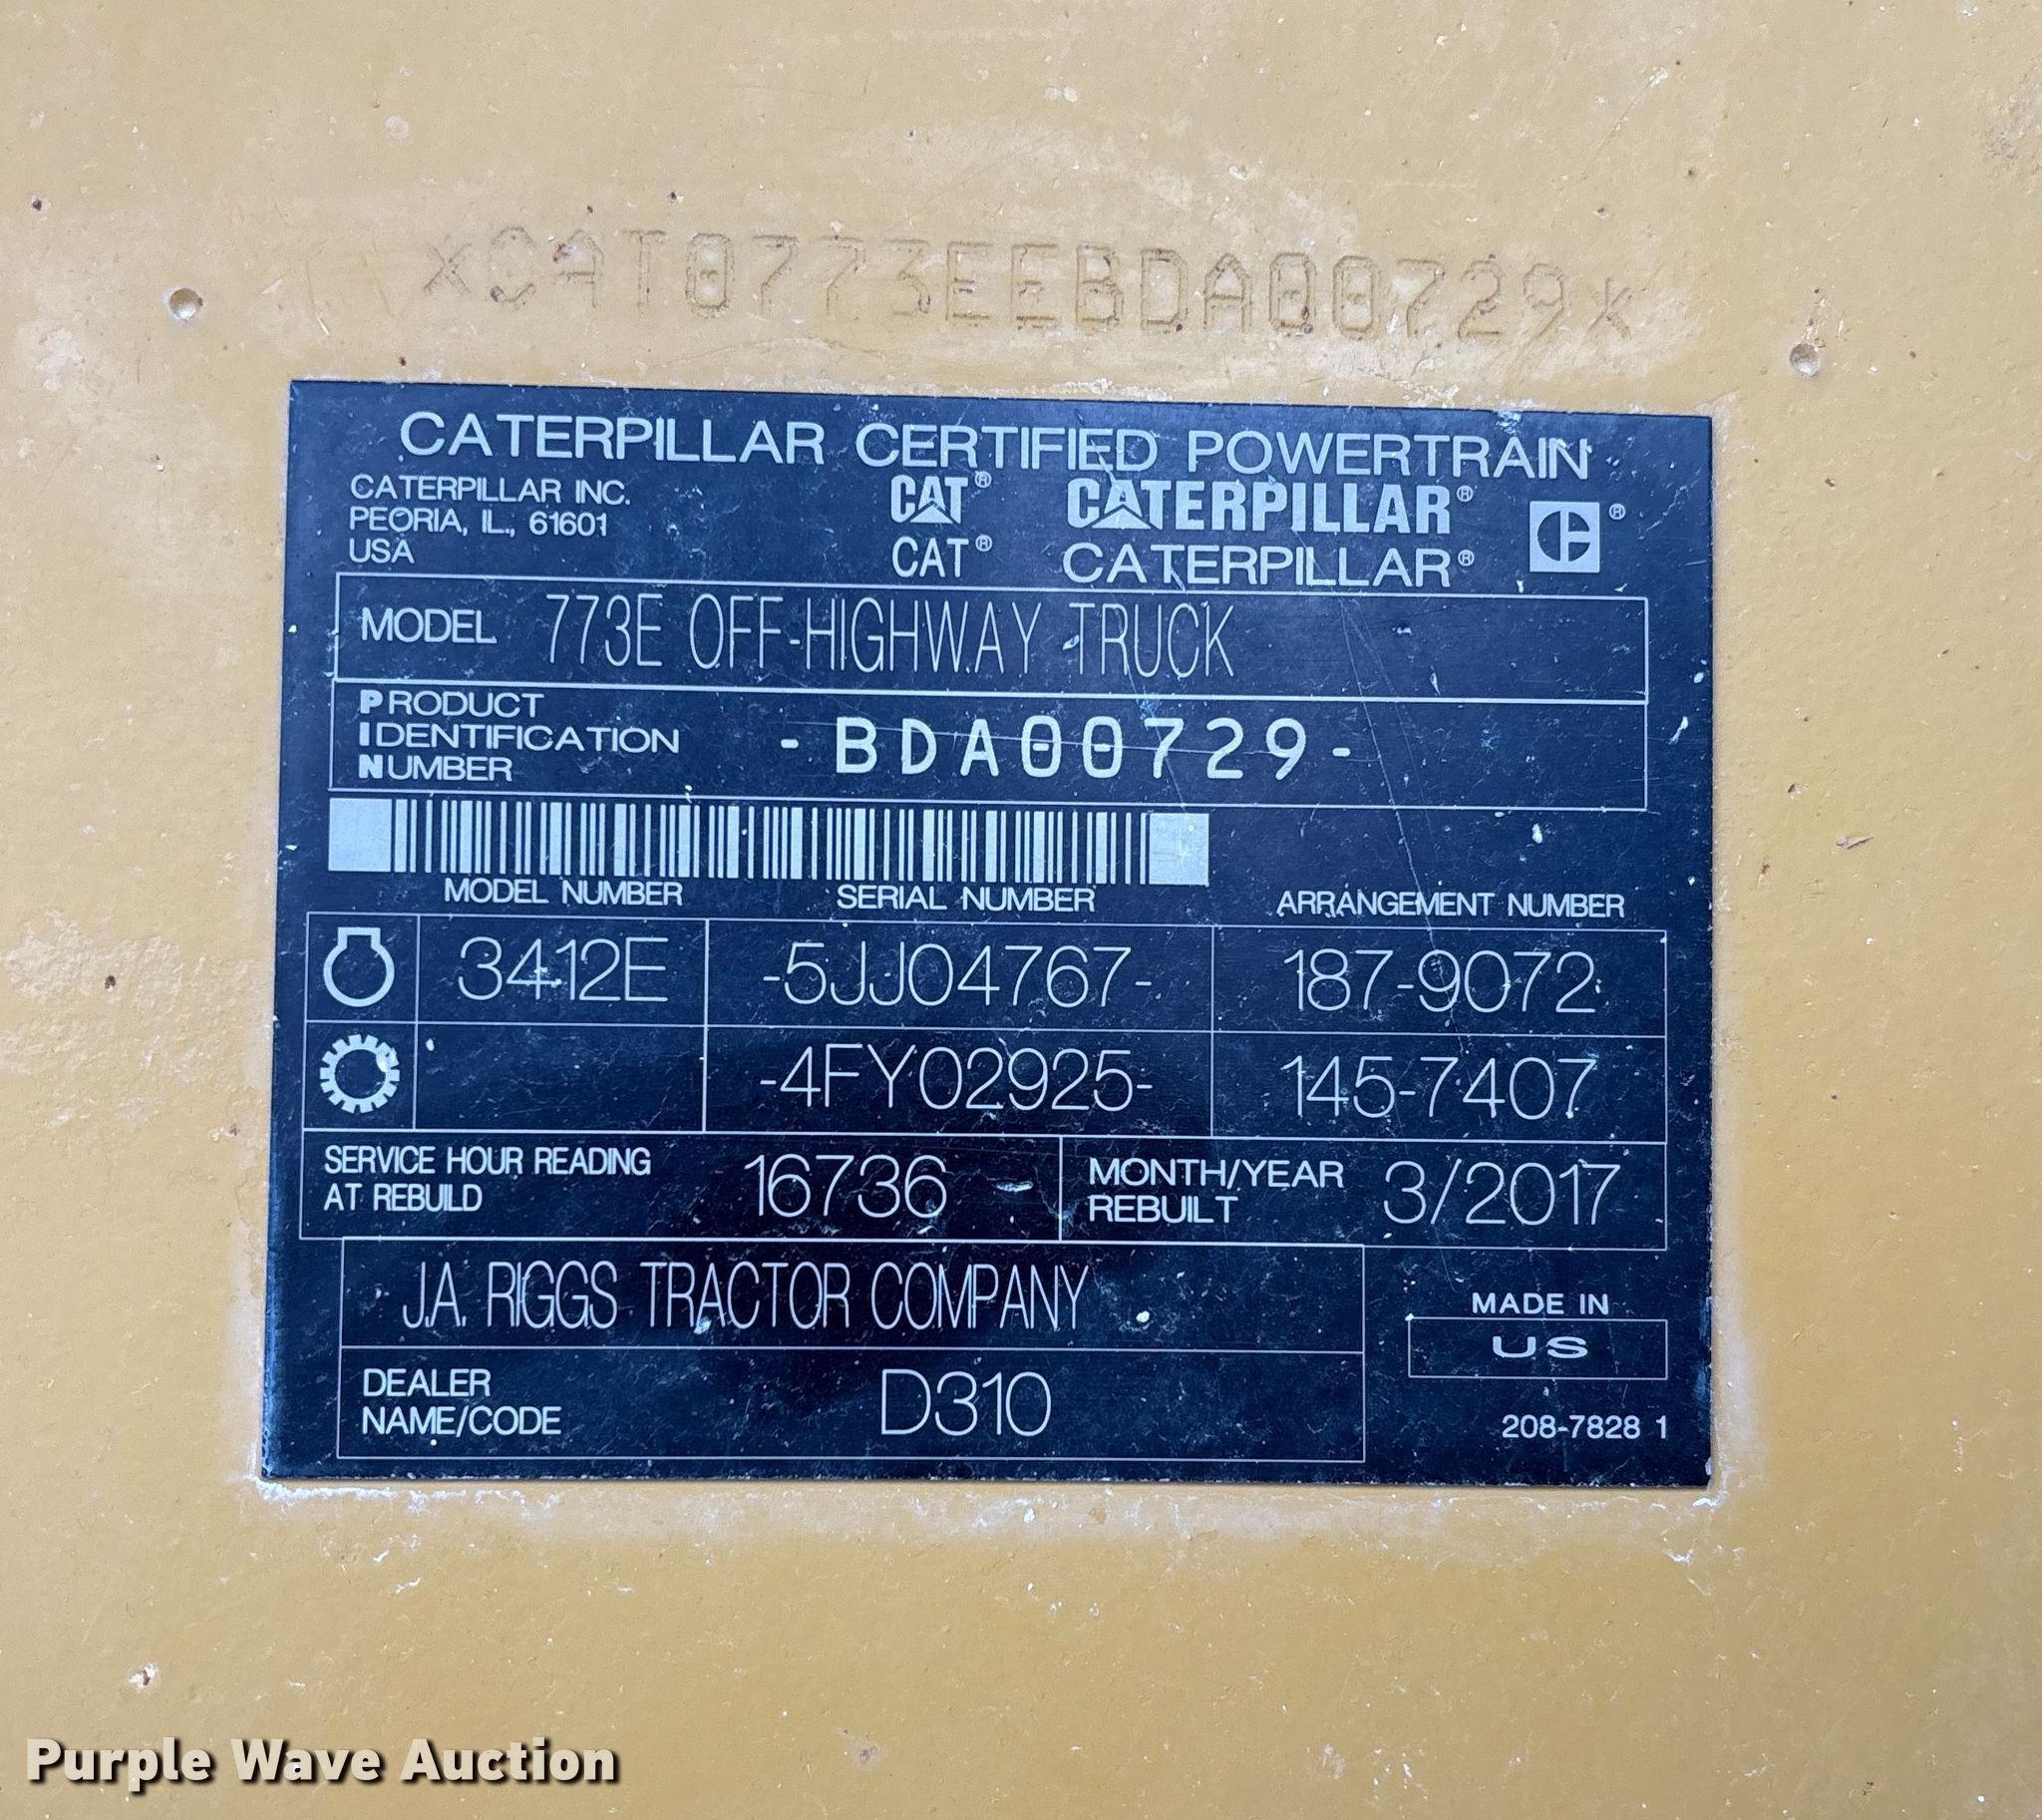 xCAT0773EEBDA00729x
CATERPILLAR CERTIFIED POWERTRAIN
CATERPILLAR INC.
PEORIA, IL., 61601
USA
CAT® CATERPILLAR®
CAT® CATERPILLAR®
C®
MODEL 773E OFF-HIGHWAY TRUCK
PRODUCT
IDENTIFICATION
NUMBER
-BDA00729-
MODEL NUMBER SERIAL NUMBER ARRANGEMENT NUMBER
3412E -5JJ04767- 187-9072
-4FY02925- 145-7407
SERVICE HOUR READING
AT REBUILD
16736
MONTH/YEAR
REBUILT
3/2017
J.A. RIGGS TRACTOR COMPANY
DEALER
NAME/CODE
D310
MADE IN
US
208-7828 1
Purple Wave Auction